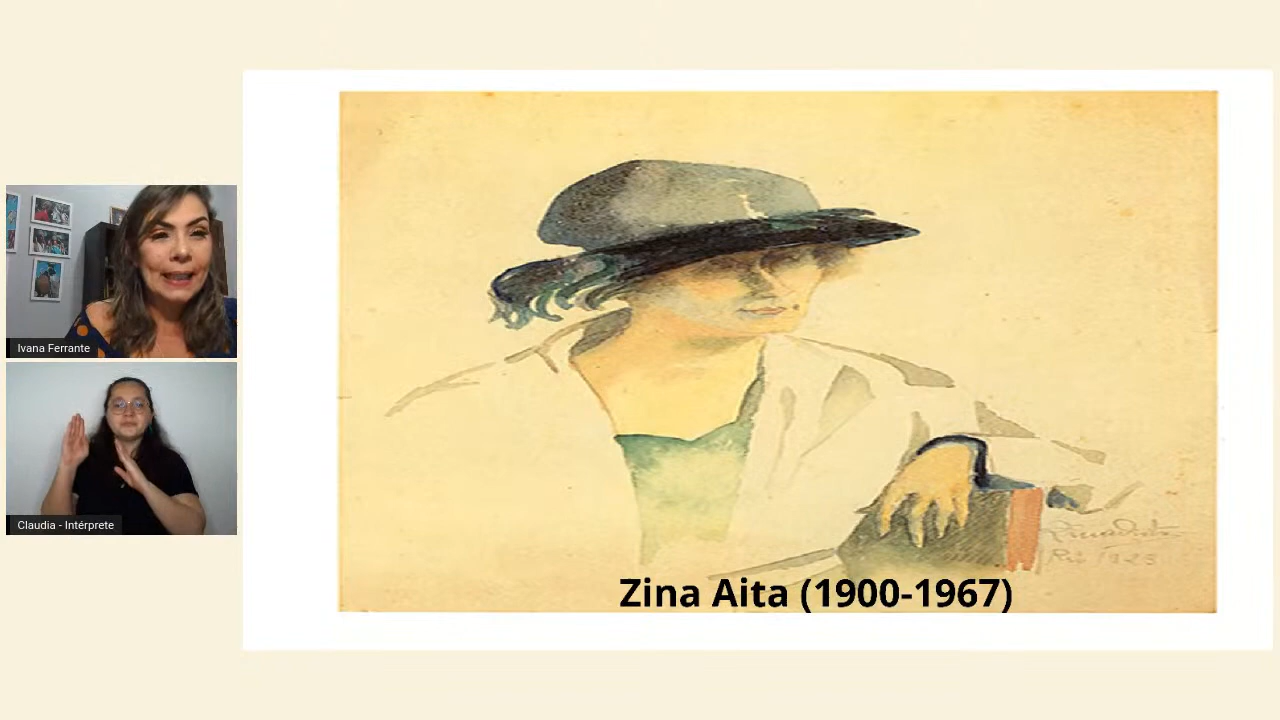 Ivana Ferrante
Claudia - Intérprete
Zina Aita (1900-1967)